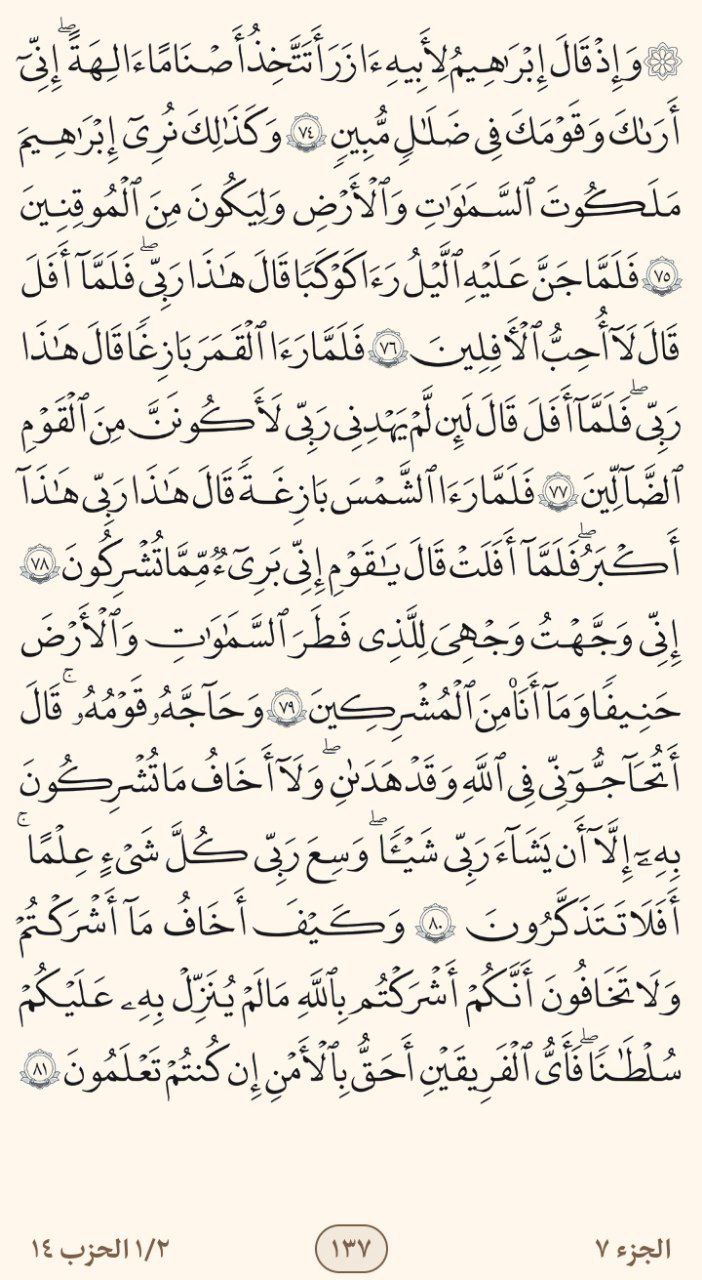 ۞ وَإِذْ قَالَ إِبْرَٰهِيمُ لِأَبِيهِ ءَازَرَ أَتَتَّخِذُ أَصْنَامًا ءَالِهَةً ۖ إِنِّىٓ
أَرَىٰكَ وَقَوْمَكَ فِى ضَلَٰلٍ مُّبِينٍ ٧٤ وَكَذَٰلِكَ نُرِىٓ إِبْرَٰهِيمَ
مَلَكُوتَ ٱلسَّمَٰوَٰتِ وَٱلْأَرْضِ وَلِيَكُونَ مِنَ ٱلْمُوقِنِينَ
٧٥ فَلَمَّا جَنَّ عَلَيْهِ ٱلَّيْلُ رَءَا كَوْكَبًا قَالَ هَٰذَا رَبِّى ۖ فَلَمَّآ أَفَلَ
قَالَ لَآ أُحِبُّ ٱلْأَفِلِينَ ٧٦ فَلَمَّا رَءَا ٱلْقَمَرَ بَازِغًا قَالَ هَٰذَا
رَبِّى ۖ فَلَمَّآ أَفَلَ قَالَ لَئِن لَّمْ يَهْدِنِى رَبِّى لَأَكُونَنَّ مِنَ ٱلْقَوْمِ
ٱلضَّآلِّينَ ٧٧ فَلَمَّا رَءَا ٱلشَّمْسَ بَازِغَةً قَالَ هَٰذَا رَبِّى هَٰذَآ
أَكْبَرُ ۖ فَلَمَّآ أَفَلَتْ قَالَ يَٰقَوْمِ إِنِّى بَرِىٓءٌ مِّمَّا تُشْرِكُونَ ٧٨
إِنِّى وَجَّهْتُ وَجْهِىَ لِلَّذِى فَطَرَ ٱلسَّمَٰوَٰتِ وَٱلْأَرْضَ
حَنِيفًا وَمَآ أَنَا۠ مِنَ ٱلْمُشْرِكِينَ ٧٩ وَحَآجَّهُۥ قَوْمُهُۥ ۚ قَالَ
أَتُحَٰٓجُّوٓنِّى فِى ٱللَّهِ وَقَدْ هَدَىٰنِ ۖ وَلَآ أَخَافُ مَا تُشْرِكُونَ
بِهِۦٓ إِلَّآ أَن يَشَآءَ رَبِّى شَيْـًٔا ۖ وَسِعَ رَبِّى كُلَّ شَىْءٍ عِلْمًا ۚ
أَفَلَا تَتَذَكَّرُونَ ٨٠ وَكَيْفَ أَخَافُ مَآ أَشْرَكْتُمْ
وَلَا تَخَافُونَ أَنَّكُمْ أَشْرَكْتُم بِٱللَّهِ مَا لَمْ يُنَزِّلْ بِهِۦ عَلَيْكُمْ
سُلْطَٰنًا ۖ فَأَىُّ ٱلْفَرِيقَيْنِ أَحَقُّ بِٱلْأَمْنِ إِن كُنتُمْ تَعْلَمُونَ ٨١
الجزء ٧
١٣٧
١/٢ الحزب ١٤